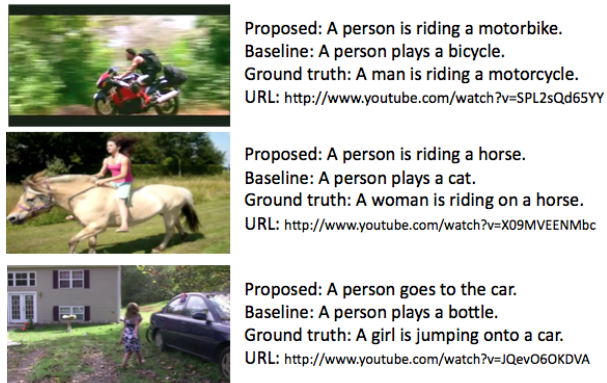 Proposed: A person is riding a motorbike.
Baseline: A person plays a bicycle.
Ground truth: A man is riding a motorcycle.
URL: http://www.youtube.com/watch?v=SPL2sQd65YY
Proposed: A person is riding a horse.
Baseline: A person plays a cat.
Ground truth: A woman is riding on a horse.
URL: http://www.youtube.com/watch?v=X09MVEENMbc
Proposed: A person goes to the car.
Baseline: A person plays a bottle.
Ground truth: A girl is jumping onto a car.
URL: http://www.youtube.com/watch?v=JQevO6OKDVA